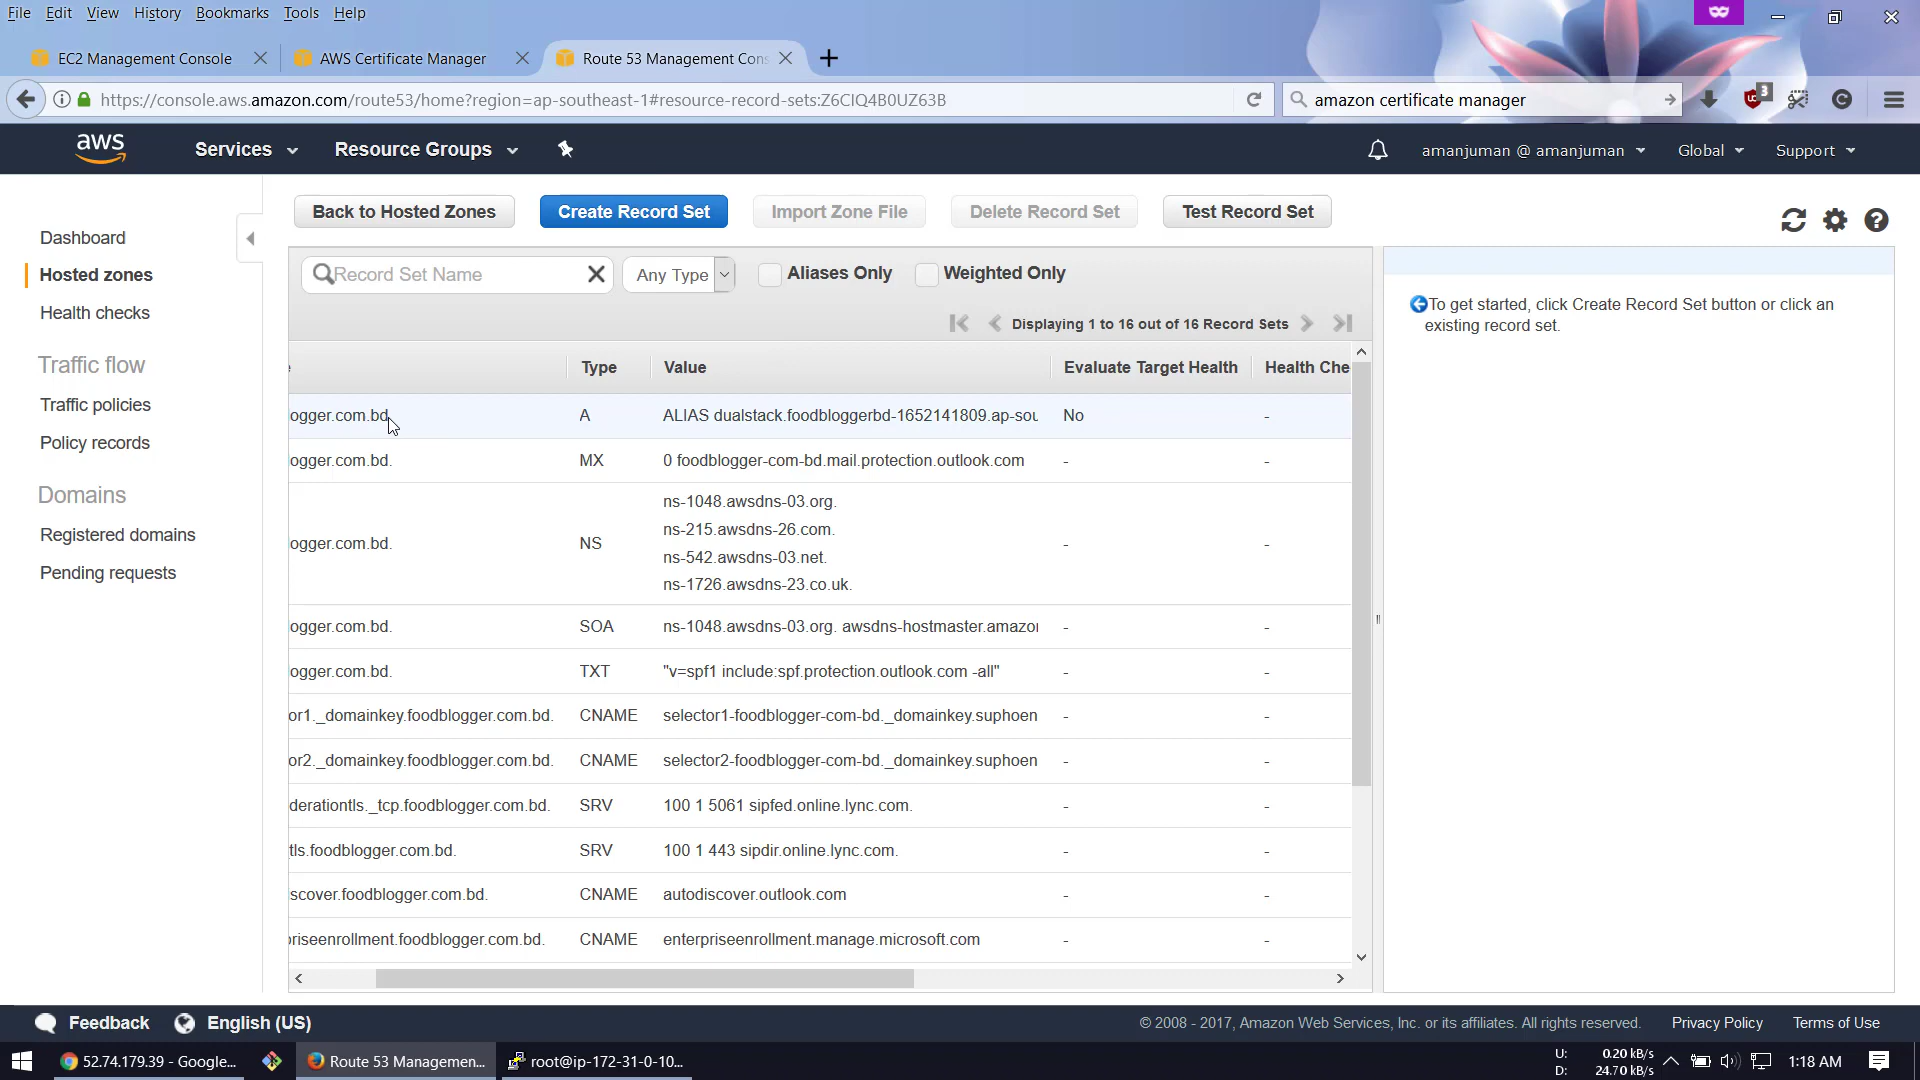 File Edit View History Bookmarks Tools Help
EC2 Management Console
AWS Certificate Manager
Route 53 Management Cons
https://console.aws.amazon.com/route53/home?region=ap-southeast-1#resource-record-sets:Z6CIQ4B0UZ63B
amazon certificate manager
3
aws
Services
Resource Groups
amanjuman @ amanjuman
Global
Support
Dashboard
Hosted zones
Health checks
Traffic flow
Traffic policies
Policy records
Domains
Registered domains
Pending requests
Back to Hosted Zones
Create Record Set
Import Zone File
Delete Record Set
Test Record Set
Record Set Name
Any Type
Aliases Only
Weighted Only
Displaying 1 to 16 out of 16 Record Sets
Type Value Evaluate Target Health Health Che
ogger.com.bd. A ALIAS dualstack.foodbloggerbd-1652141809.ap-sou No -
ogger.com.bd. MX 0 foodblogger-com-bd.mail.protection.outlook.com - -
ns-1048.awsdns-03.org.
ns-215.awsdns-26.com.
ogger.com.bd. NS - -
ns-542.awsdns-03.net.
ns-1726.awsdns-23.co.uk.
ogger.com.bd. SOA ns-1048.awsdns-03.org. awsdns-hostmaster.amazon - -
ogger.com.bd. TXT "v=spf1 include:spf.protection.outlook.com -all" - -
or1._domainkey.foodblogger.com.bd. CNAME selector1-foodblogger-com-bd._domainkey.suphoen - -
or2._domainkey.foodblogger.com.bd. CNAME selector2-foodblogger-com-bd._domainkey.suphoen - -
derationtls._tcp.foodblogger.com.bd. SRV 100 1 5061 sipfed.online.lync.com. - -
tls.foodblogger.com.bd. SRV 100 1 443 sipdir.online.lync.com. - -
scover.foodblogger.com.bd. CNAME autodiscover.outlook.com - -
priseenrollment.foodblogger.com.bd. CNAME enterpriseenrollment.manage.microsoft.com - -
To get started, click Create Record Set button or click an
existing record set.
Feedback
English (US)
© 2008 - 2017, Amazon Web Services, Inc. or its affiliates. All rights reserved.
Privacy Policy
Terms of Use
52.74.179.39 - Google...
Route 53 Managemen...
root@ip-172-31-0-10...
U: 0.20 kB/s
D: 24.70 kB/s
1:18 AM